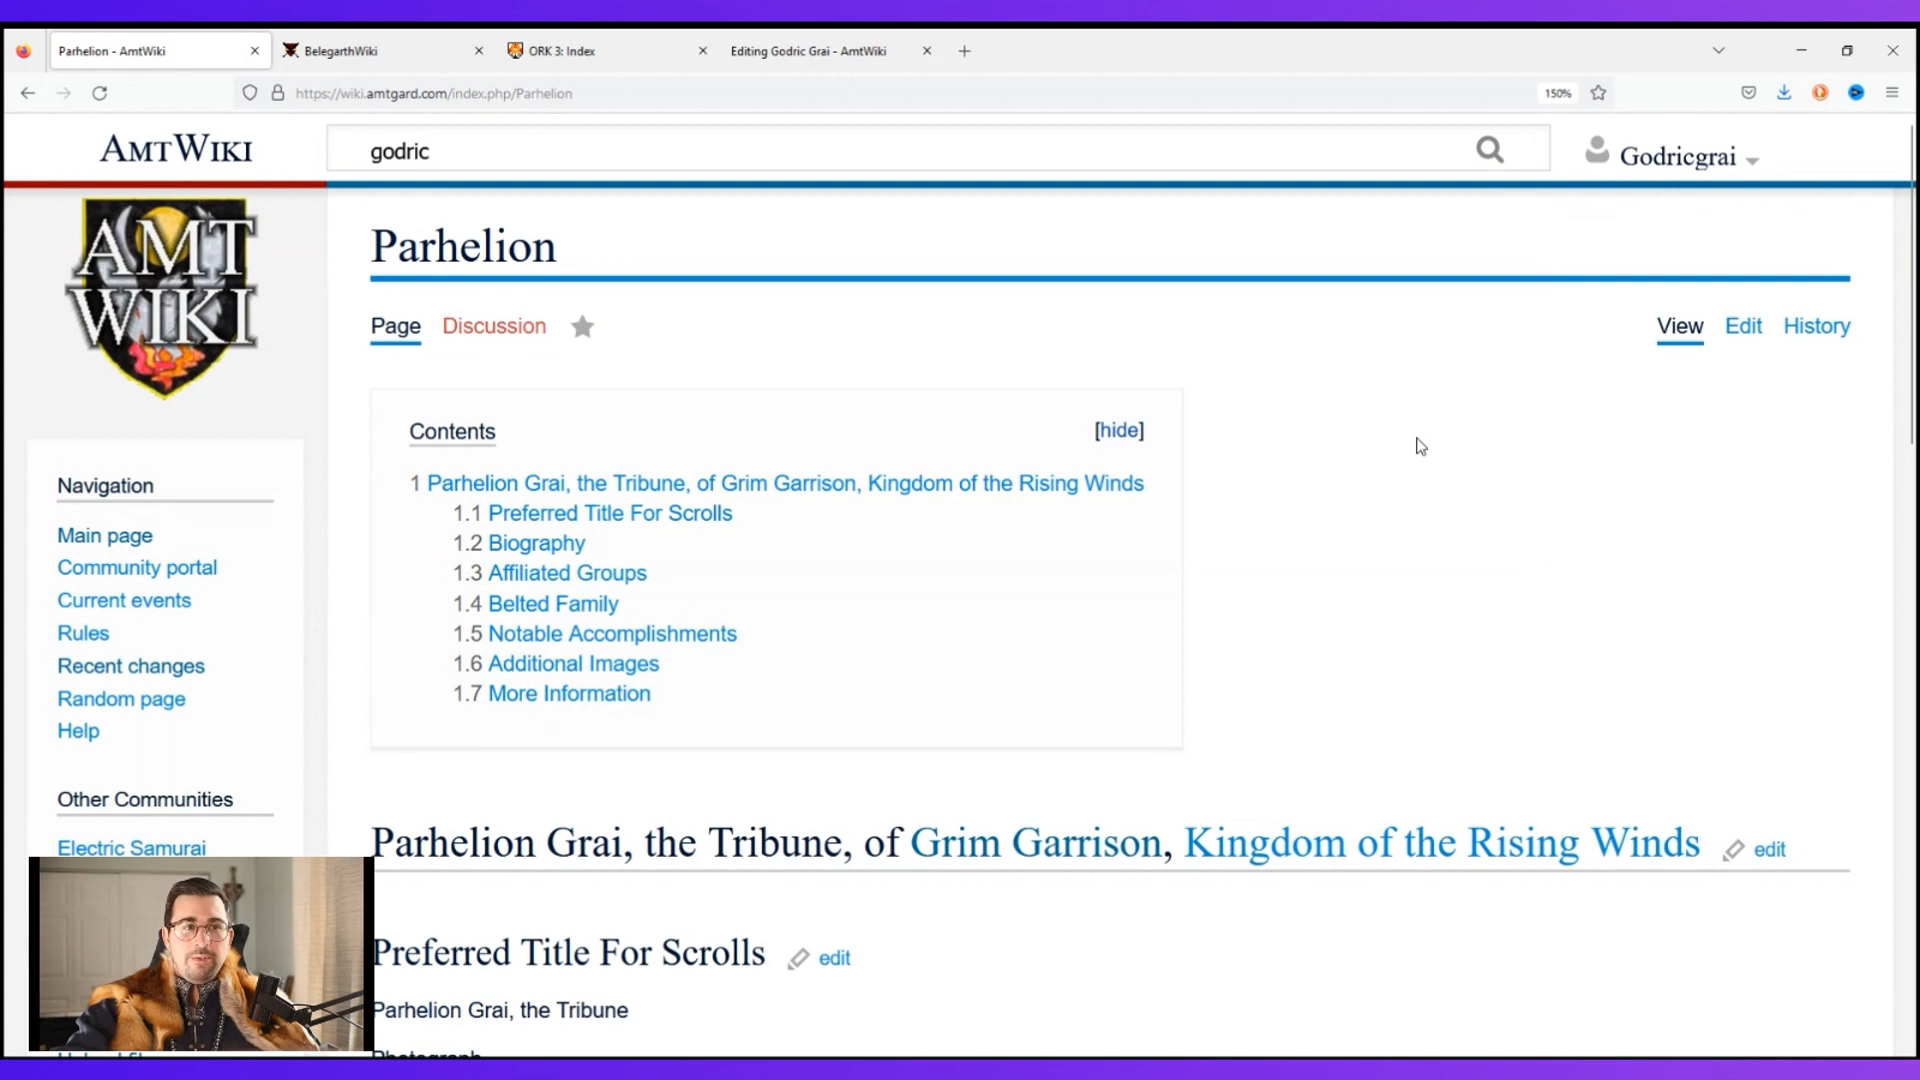 Parhelion - AmtWiki
BelegarthWiki
ORK 3: Index
Editing Godric Grai - AmtWiki
https://wiki.amtgard.com/index.php/Parhelion
150%
AMTWIKI
godric
Godricgrai
AMT
WIKI
Parhelion
Page
Discussion
View
Edit
History
Contents
[hide]
1 Parhelion Grai, the Tribune, of Grim Garrison, Kingdom of the Rising Winds
1.1 Preferred Title For Scrolls
1.2 Biography
1.3 Affiliated Groups
1.4 Belted Family
1.5 Notable Accomplishments
1.6 Additional Images
1.7 More Information
Navigation
Main page
Community portal
Current events
Rules
Recent changes
Random page
Help
Other Communities
Electric Samurai
Parhelion Grai, the Tribune, of Grim Garrison, Kingdom of the Rising Winds
edit
Preferred Title For Scrolls
edit
Parhelion Grai, the Tribune
Photograph